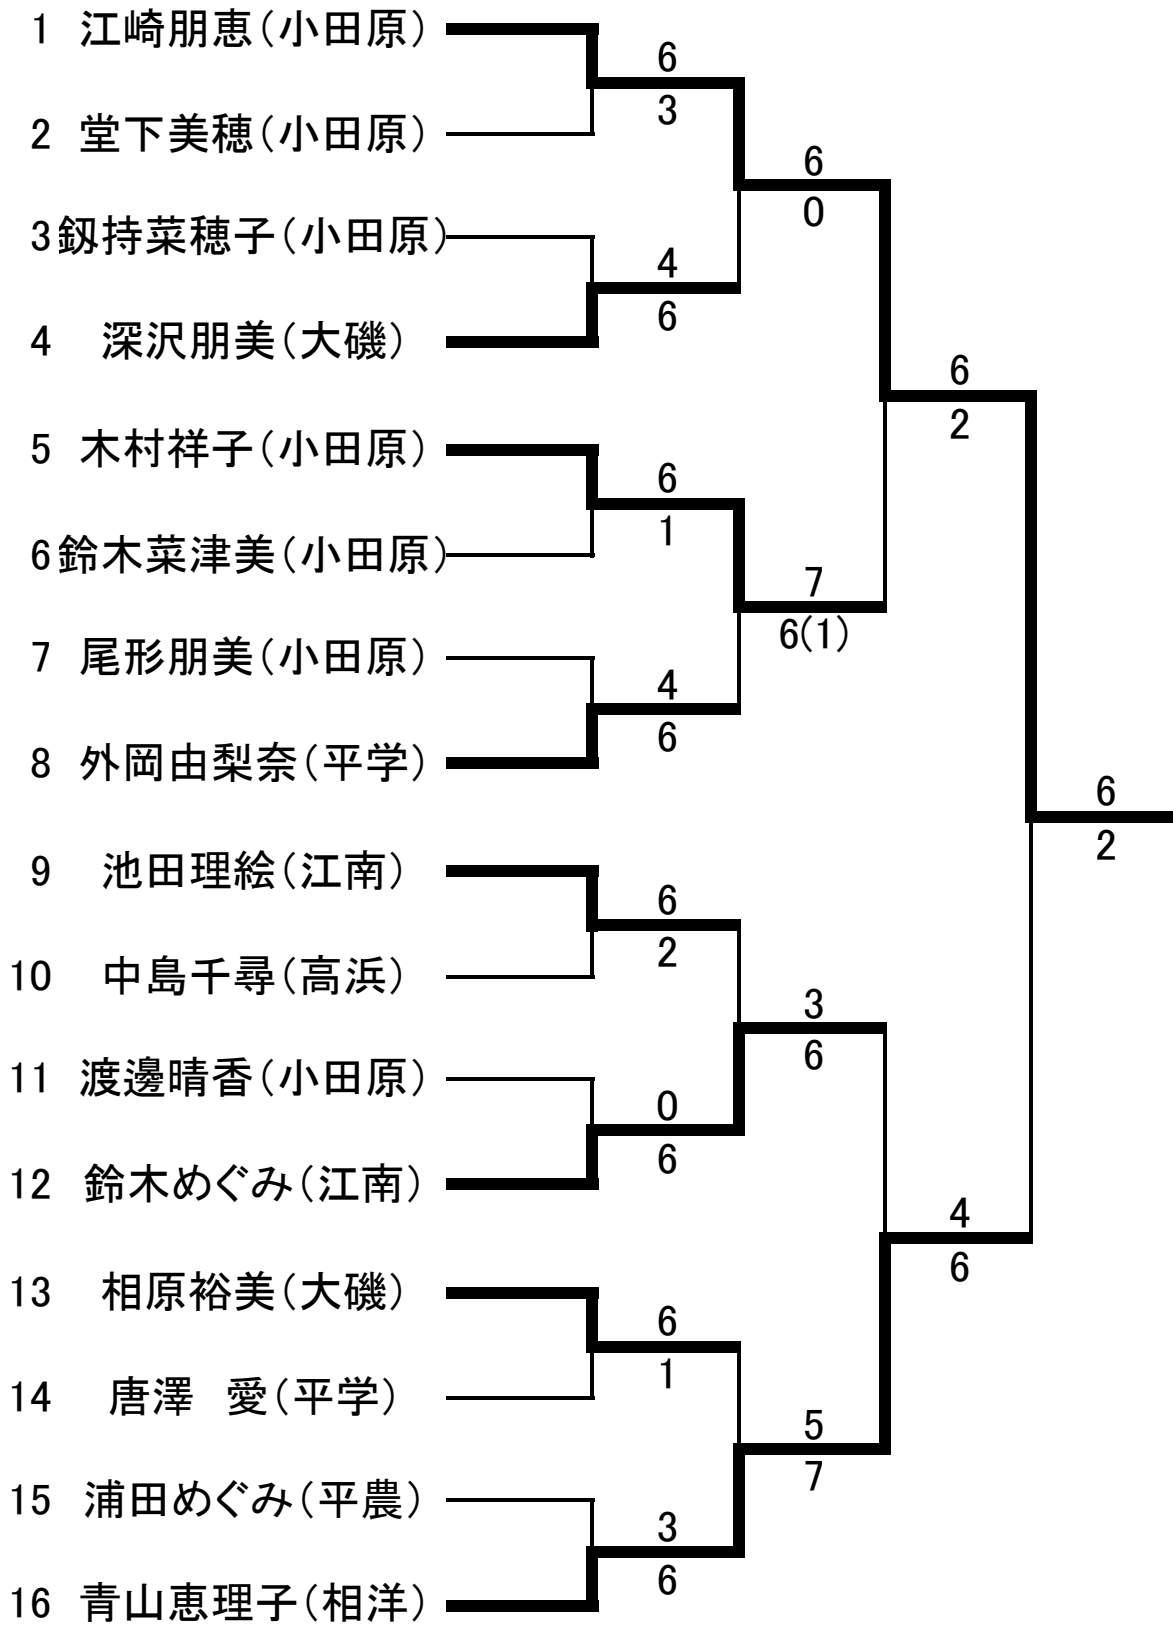 1 江崎朋恵(小田原)
6
3
2 堂下美穂(小田原)
6
0
3 釼持菜穂子(小田原)
4
6
4 深沢朋美(大磯)
6
2
5 木村祥子(小田原)
6
1
6 鈴木菜津美(小田原)
7
6(1)
7 尾形朋美(小田原)
4
6
8 外岡由梨奈(平学)
6
2
9 池田理絵(江南)
6
2
10 中島千尋(高浜)
3
6
11 渡邊晴香(小田原)
0
6
12 鈴木めぐみ(江南)
4
6
13 相原裕美(大磯)
6
1
14 唐澤 愛(平学)
5
7
15 浦田めぐみ(平農)
3
6
16 青山恵理子(相洋)